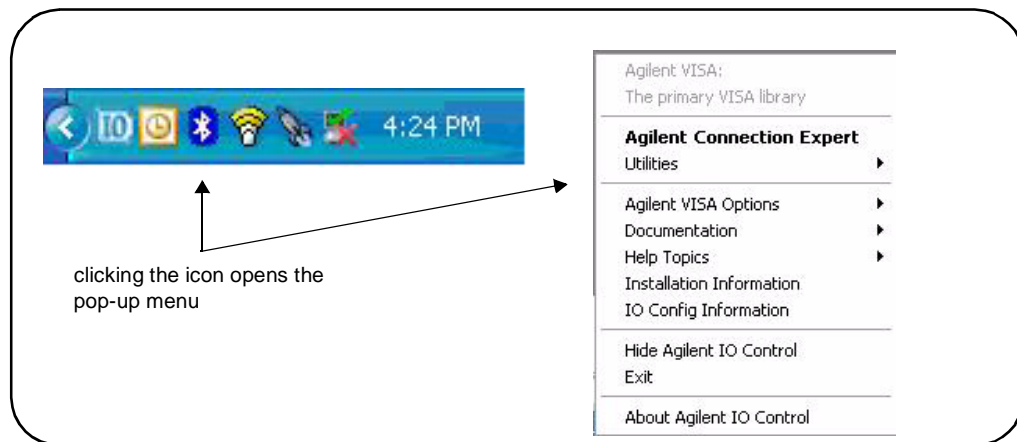 IO
4:24 PM
clicking the icon opens the
pop-up menu
Agilent VISA:
The primary VISA library
Agilent Connection Expert
Utilities
Agilent VISA Options
Documentation
Help Topics
Installation Information
IO Config Information
Hide Agilent IO Control
Exit
About Agilent IO Control